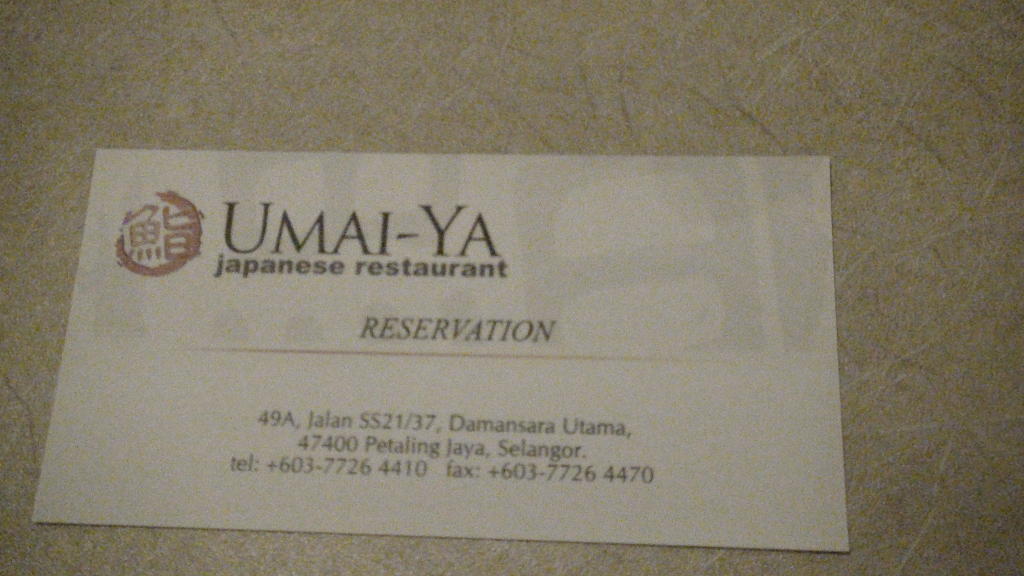 鮨
UMAI-YA
japanese restaurant
RESERVATION
49A, Jalan SS21/37, Damansara Utama,
47400 Petaling Jaya, Selangor.
tel: +603-7726 4410 fax: +603-7726 4470